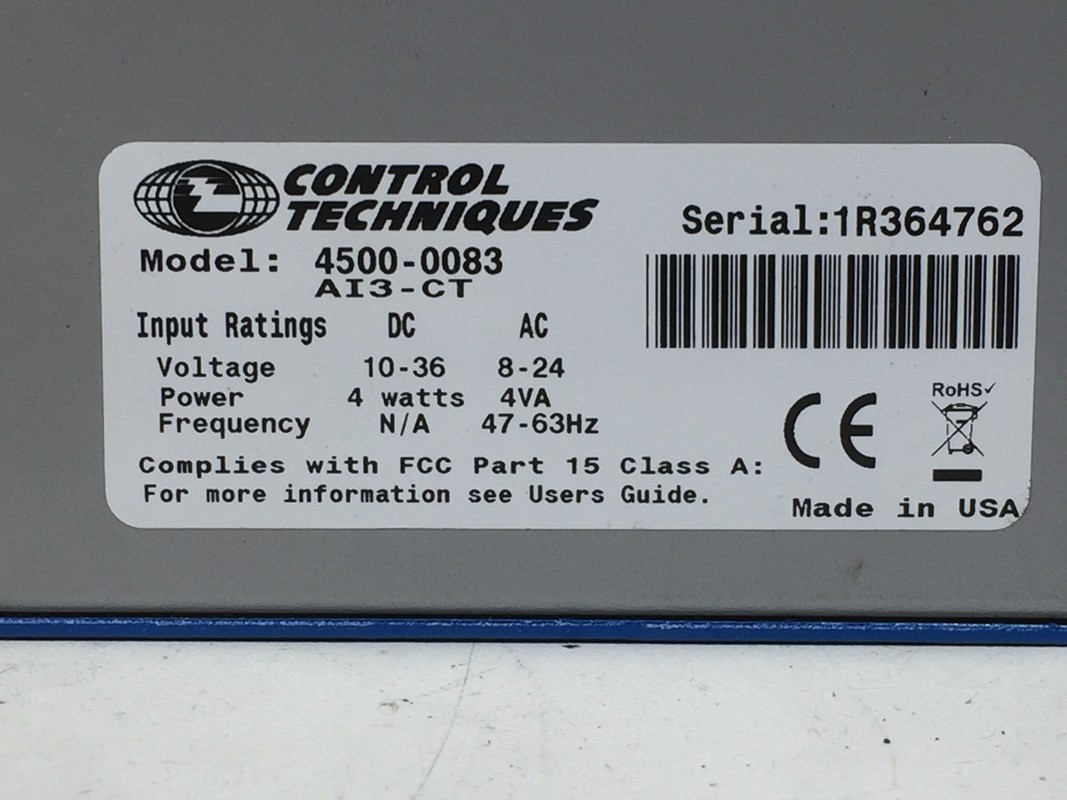 CONTROL
TECHNIQUES
Serial:1R364762
Model: 4500-0083
AI3-CT
Input Ratings DC AC
Voltage 10-36 8-24
Power 4 watts 4VA
Frequency N/A 47-63Hz
RoHS✓
CE
Complies with FCC Part 15 Class A:
For more information see Users Guide.
Made in USA